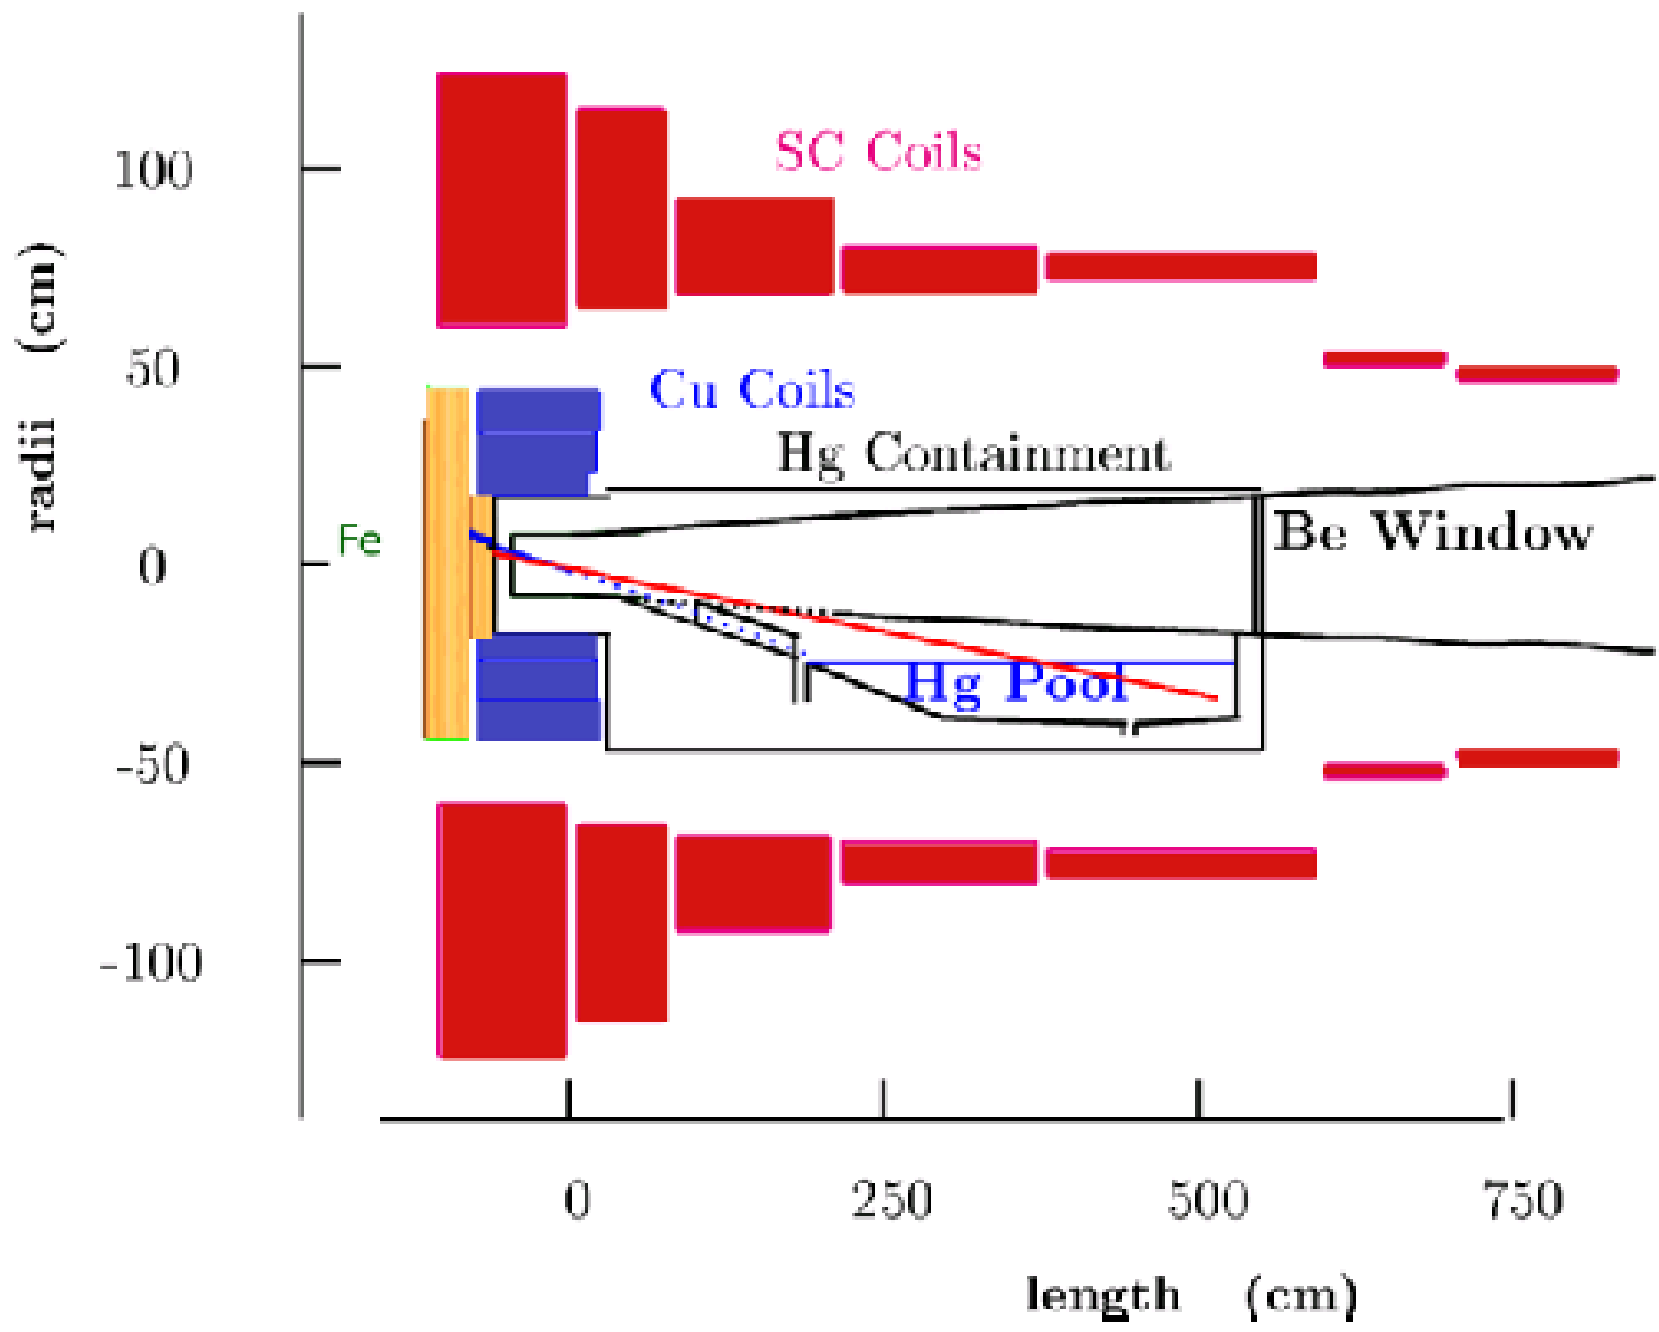 SC Coils
100
radii (cm)
50
Cu Coils
Hg Containment
Be Window
Fe
0
Hg Pool
-50
-100
0 250 500 750
length (cm)